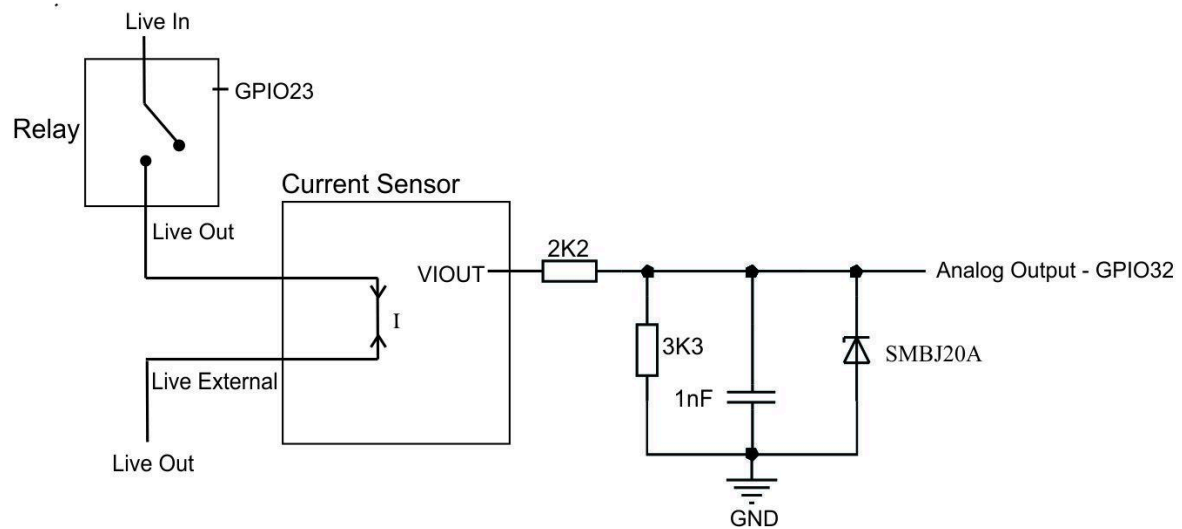 Live In
GPIO23
Relay
Current Sensor
Live Out
2K2
VIOUT
Analog Output - GPIO32
I
3K3
SMBJ20A
Live External
1nF
Live Out
GND